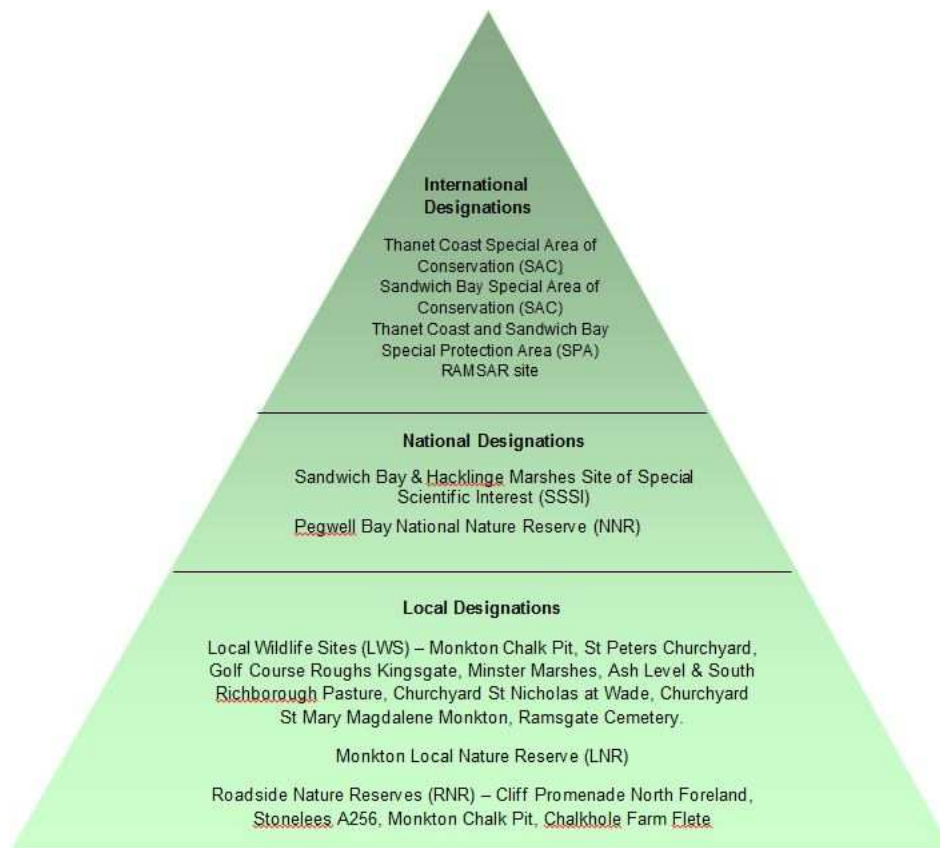 International
Designations
Thanet Coast Special Area of
Conservation (SAC)
Sandwich Bay Special Area of
Conservation (SAC)
Thanet Coast and Sandwich Bay
Special Protection Area (SPA)
RAMSAR site
National Designations
Sandwich Bay & Hacklinge Marshes Site of Special
Scientific Interest (SSSI)
Pegwell Bay National Nature Reserve (NNR)
Local Designations
Local Wildlife Sites (LWS) – Monkton Chalk Pit, St Peters Churchyard,
Golf Course Roughs Kingsgate, Minster Marshes, Ash Level & South
Richborough Pasture, Churchyard St Nicholas at Wade, Churchyard
St Mary Magdalene Monkton, Ramsgate Cemetery.
Monkton Local Nature Reserve (LNR)
Roadside Nature Reserves (RNR) – Cliff Promenade North Foreland,
Stonelees A256, Monkton Chalk Pit, Chalkhole Farm Flete